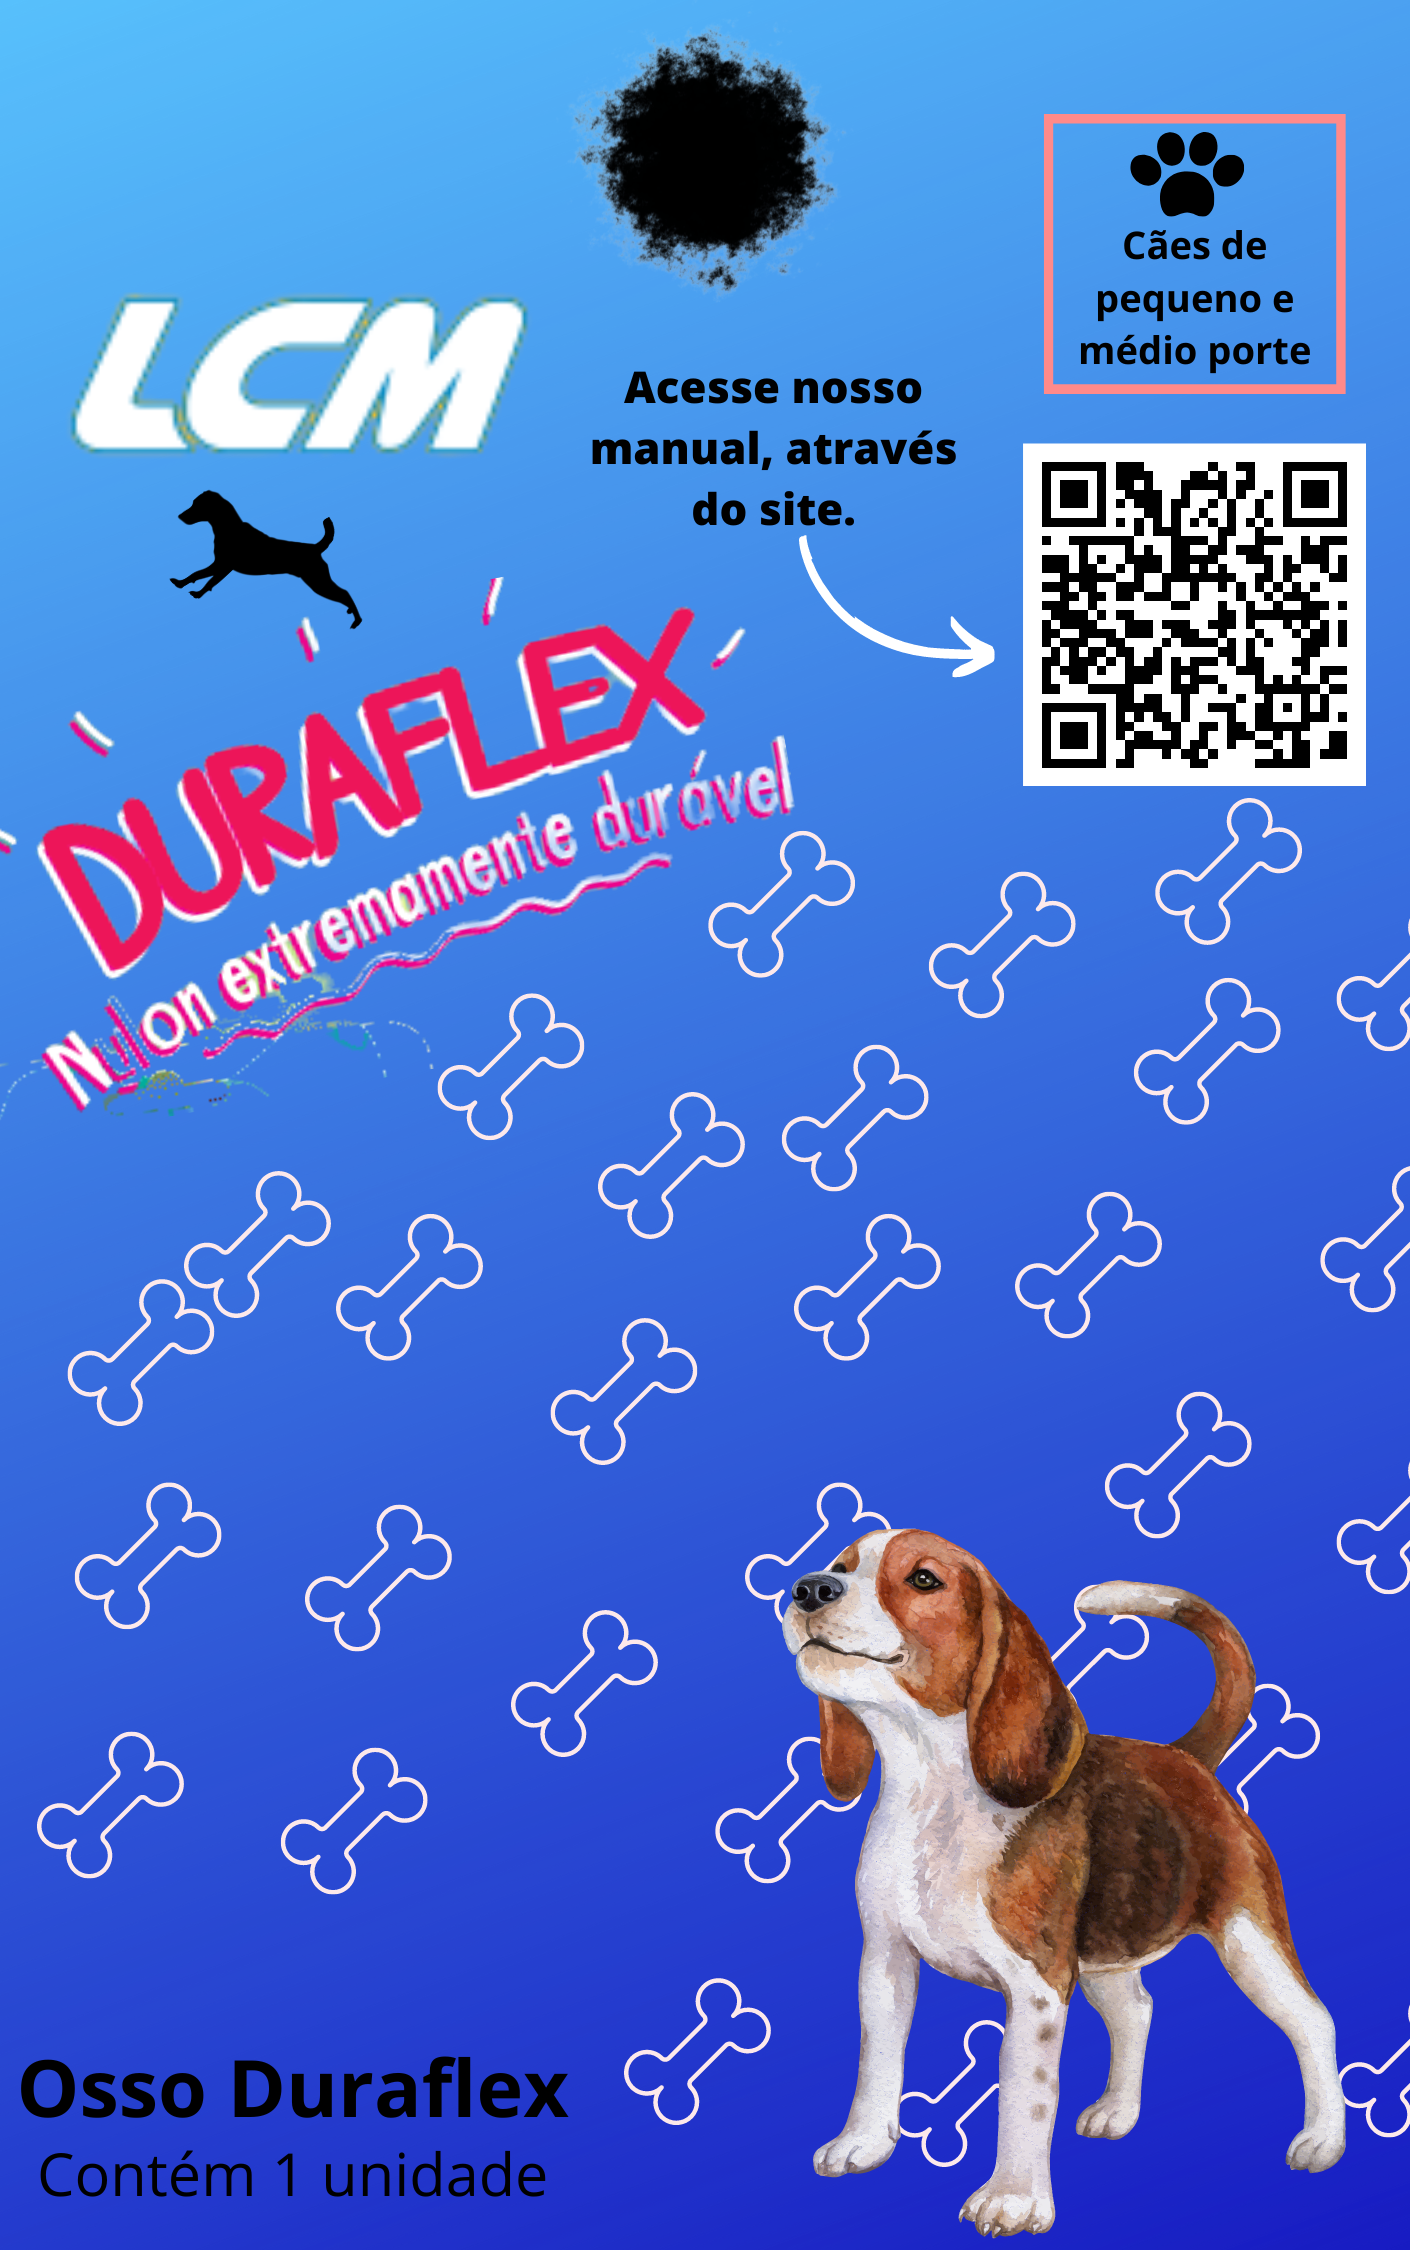 Cães de
pequeno e
médio porte
LCM
Acesse nosso
manual, através
do site.
DURAFLEX
Nylon extremamente durável
Osso Duraflex
Contém 1 unidade